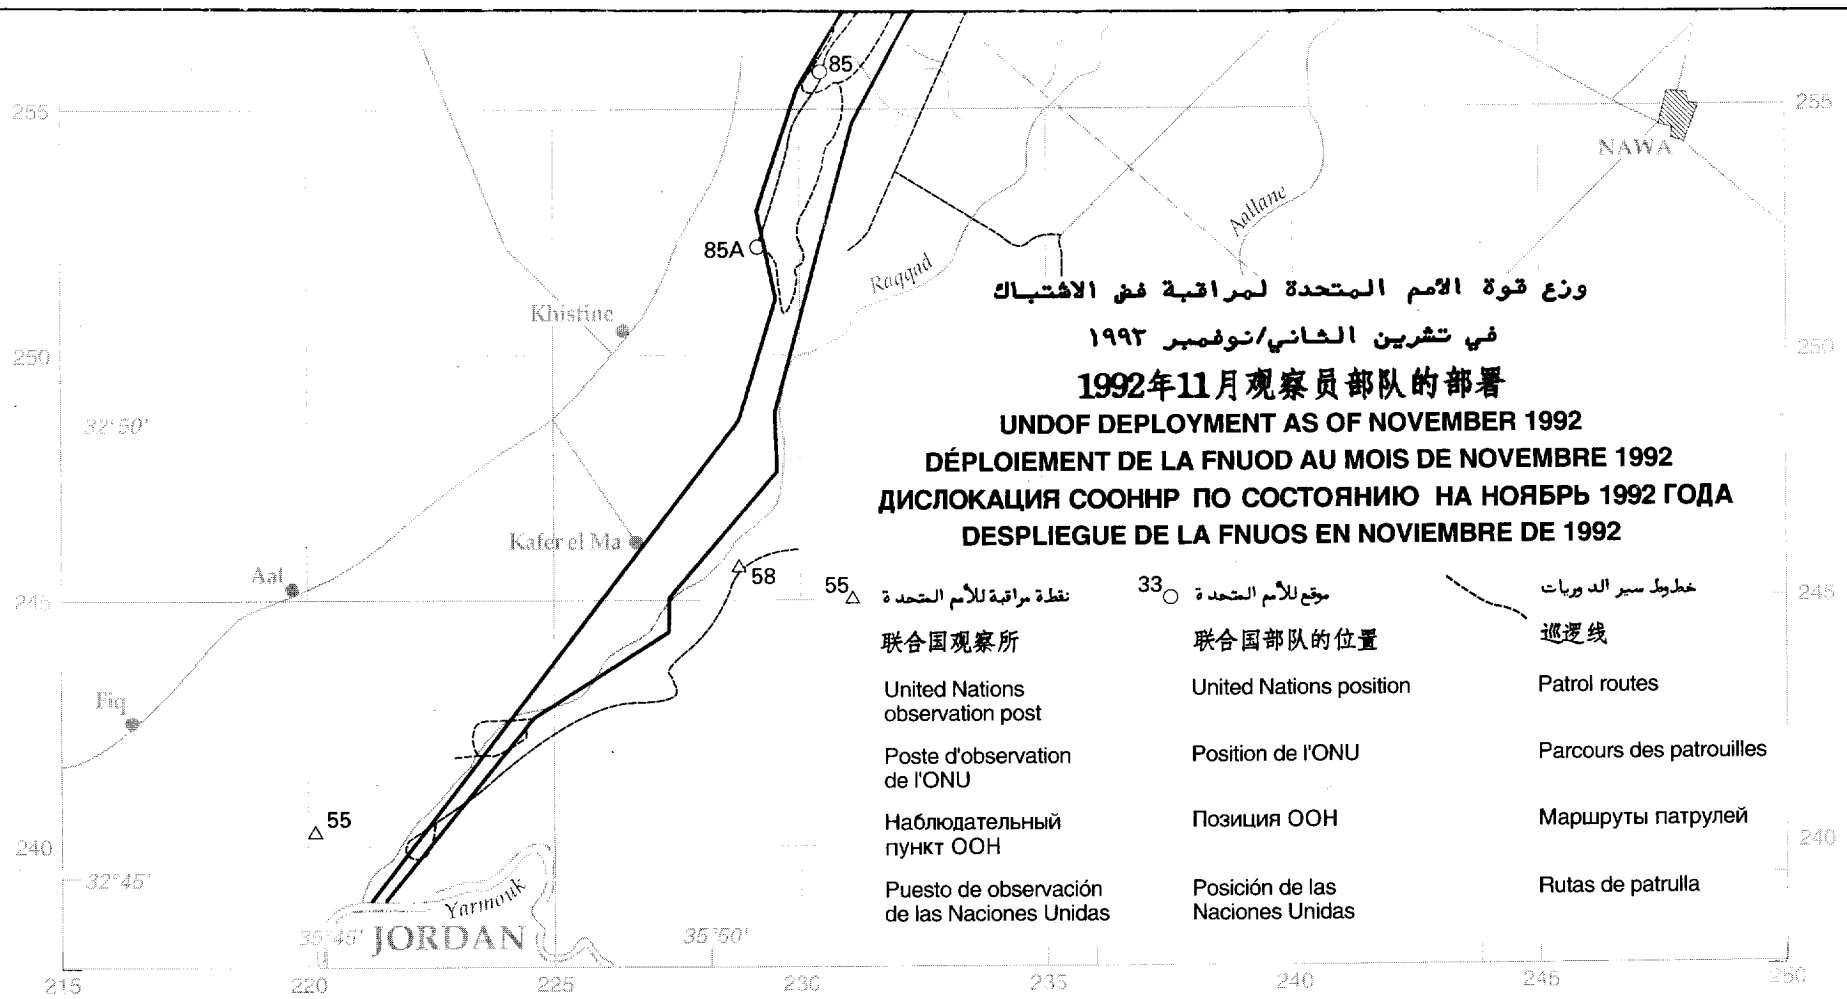 85
255
255
NAWA
Aallane
85A
Raqqad
وزع قوة الأمم المتحدة لمراقبة فض الاشتباك
Khisfine
في تشرين الثاني/نوفمبر ١٩٩٢
250
250
1992年11月观察员部队的部署
32°50'
UNDOF DEPLOYMENT AS OF NOVEMBER 1992
DÉPLOIEMENT DE LA FNUOD AU MOIS DE NOVEMBRE 1992
ДИСЛОКАЦИЯ СООННР ПО СОСТОЯНИЮ НА НОЯБРЬ 1992 ГОДА
DESPLIEGUE DE LA FNUOS EN NOVIEMBRE DE 1992
Kafer el Ma
Aal
58
245
55
نقطة مراقبة للأمم المتحدة
联合国观察所
United Nations
observation post
Poste d'observation
de l'ONU
Наблюдательный
пункт ООН
Puesto de observación
de las Naciones Unidas
33
موقع للأمم المتحدة
联合国部队的位置
United Nations position
Position de l'ONU
Позиция ООН
Posición de las
Naciones Unidas
خطوط سير الدوريات
巡逻线
Patrol routes
Parcours des patrouilles
Маршруты патрулей
Rutas de patrulla
245
Fiq
55
240
240
32°45'
Yarmouk
35°45'
JORDAN
35°50'
215
220
225
230
235
240
245
250